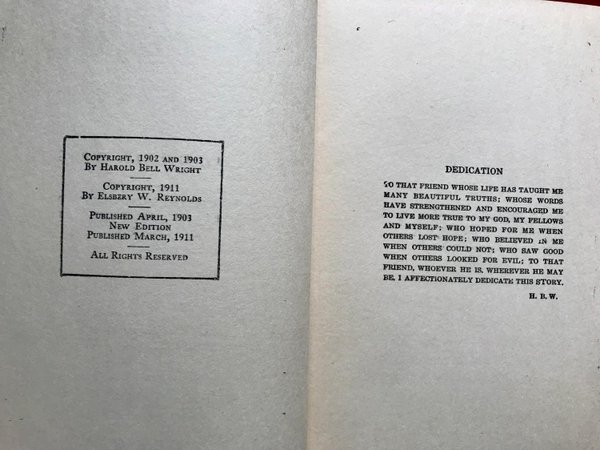 COPYRIGHT, 1902 AND 1903
BY HAROLD BELL WRIGHT
COPYRIGHT, 1911
BY ELSBERY W. REYNOLDS
PUBLISHED APRIL, 1903
NEW EDITION
PUBLISHED MARCH, 1911
ALL RIGHTS RESERVED
DEDICATION
TO THAT FRIEND WHOSE LIFE HAS TAUGHT ME
MANY BEAUTIFUL TRUTHS; WHOSE WORDS
HAVE STRENGTHENED AND ENCOURAGED ME
TO LIVE MORE TRUE TO MY GOD, MY FELLOWS
AND MYSELF; WHO HOPED FOR ME WHEN
OTHERS LOST HOPE; WHO BELIEVED IN ME
WHEN OTHERS COULD NOT; WHO SAW GOOD
WHEN OTHERS LOOKED FOR EVIL; TO THAT
FRIEND, WHOEVER HE IS, WHEREVER HE MAY
BE, I AFFECTIONATELY DEDICATE THIS STORY.
H. B. W.